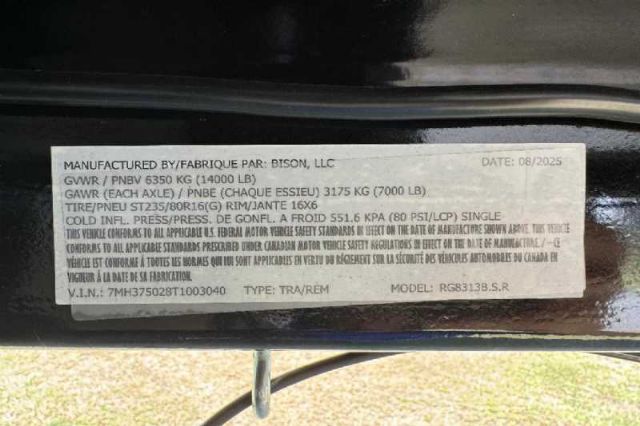 MANUFACTURED BY/FABRIQUE PAR: BISON, LLC DATE: 08/2025
GVWR / PNBV 6350 KG (14000 LB)
GAWR (EACH AXLE) / PNBE (CHAQUE ESSIEU) 3175 KG (7000 LB)
TIRE/PNEU ST235/80R16(G) RIM/JANTE 16X6
COLD INFL. PRESS/PRESS. DE GONFL. A FROID 551.6 KPA (80 PSI/LCP) SINGLE
THIS VEHICLE CONFORMS TO ALL APPLICABLE U.S. FEDERAL MOTOR VEHICLE SAFETY STANDARDS IN EFFECT ON THE DATE OF MANUFACTURE SHOWN ABOVE. THIS VEHICLE
CONFORMS TO ALL APPLICABLE STANDARDS PRESCRIBED UNDER CANADIAN MOTOR VEHICLE SAFETY REGULATIONS IN EFFECT ON THE DATE OF MANUFACTURE. /–CE
VÉHICLE EST CONFORME À TOUTES LES NORMES QUI LUI SONT APPLICABLES EN VERTU DU RÉGLEMENT SUR LA SÉCURITÉ DES VÉHICULES AUTOMOBILES DU CANADA EN
VIGUEUR À LA DATE DE SA FABRICATION.
V.I.N.: 7MH375028T1003040 TYPE: TRA/REM MODEL: RG8313B.S.R